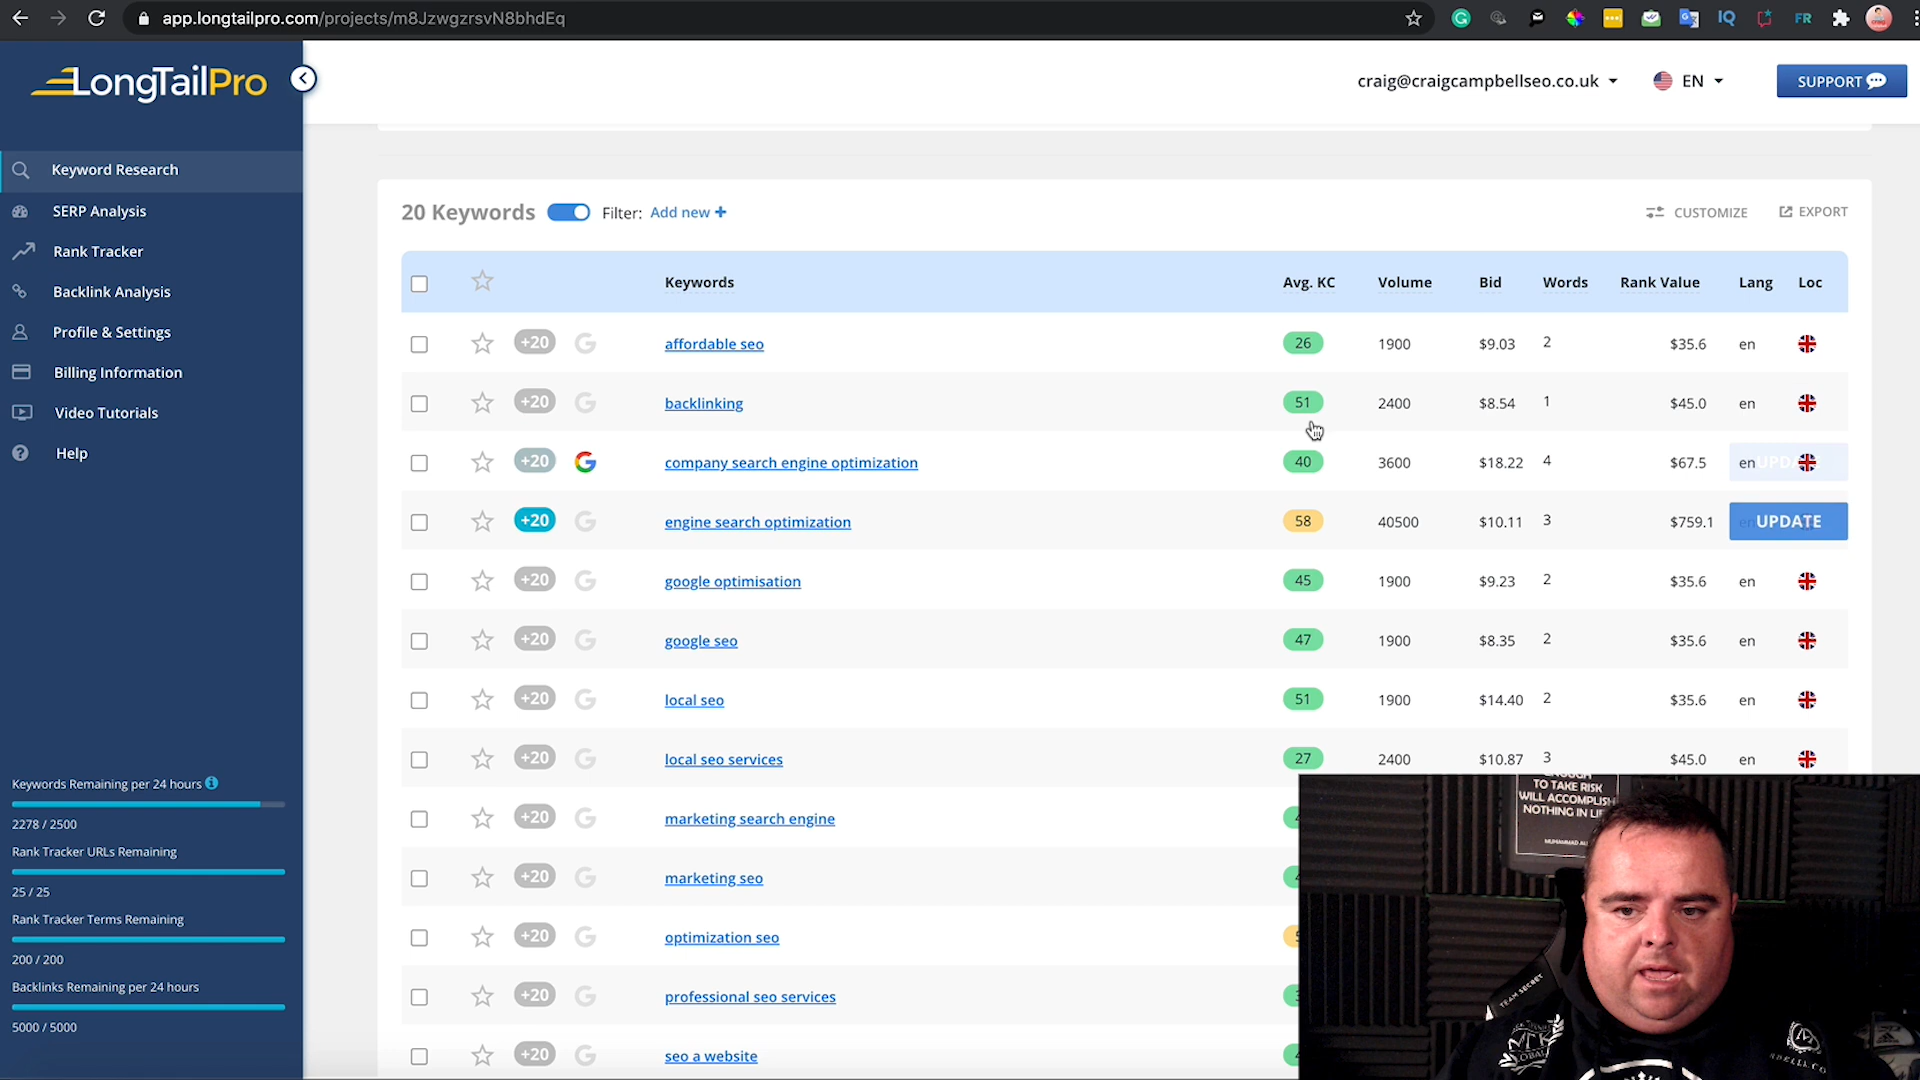 app.longtailpro.com/projects/m8JzwgzrsvN8bhdEq
IQ
FR
LongTailPro
craig@craigcampbellseo.co.uk
EN
SUPPORT
Keyword Research
SERP Analysis
Rank Tracker
Backlink Analysis
Profile & Settings
Billing Information
Video Tutorials
Help
Keywords Remaining per 24 hours
2278 / 2500
Rank Tracker URLs Remaining
25 / 25
Rank Tracker Terms Remaining
200 / 200
Backlinks Remaining per 24 hours
5000 / 5000
20 Keywords Filter: Add new +
CUSTOMIZE EXPORT
Keywords Avg. KC Volume Bid Words Rank Value Lang Loc
+20 affordable seo 26 1900 $9.03 2 $35.6 en
+20 backlinking 51 2400 $8.54 1 $45.0 en
+20 company search engine optimization 40 3600 $18.22 4 $67.5 en
+20 engine search optimization 58 40500 $10.11 3 $759.1 en UPDATE
+20 google optimisation 45 1900 $9.23 2 $35.6 en
+20 google seo 47 1900 $8.35 2 $35.6 en
+20 local seo 51 1900 $14.40 2 $35.6 en
+20 local seo services 27 2400 $10.87 3 $45.0 en
+20 marketing search engine
+20 marketing seo
+20 optimization seo
+20 professional seo services
+20 seo a website
TO TAKE RISK
WILL ACCOMPLISH
NOTHING IN
MUHAMMAD
TEAM SECRET